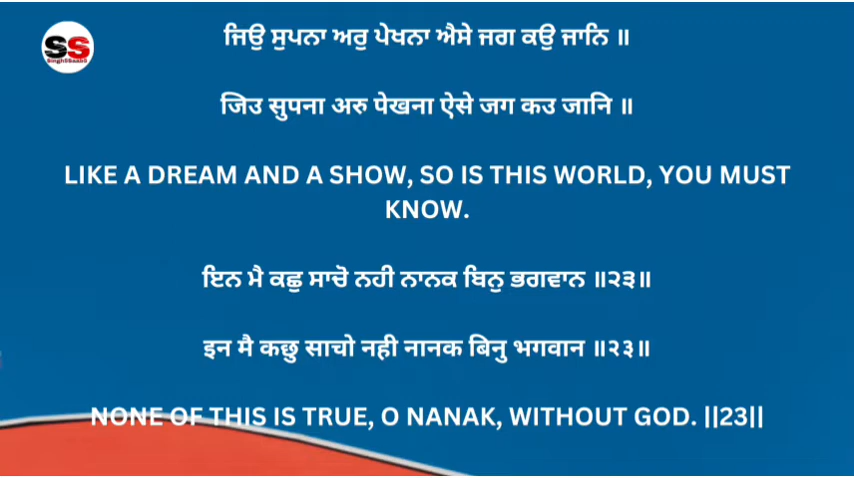 SS
SinghSSaabS
ਜਿਉ ਸੁਪਨਾ ਅਰੁ ਪੇਖਨਾ ਐਸੇ ਜਗ ਕਉ ਜਾਨਿ ॥
जिउ सुपना अरु पेखना ऐसे जग कउ जानि ॥
LIKE A DREAM AND A SHOW, SO IS THIS WORLD, YOU MUST
KNOW.
ਇਨ ਮੈ ਕਛੁ ਸਾਚੋ ਨਹੀ ਨਾਨਕ ਬਿਨੁ ਭਗਵਾਨ ॥੨੩॥
इन मै कछु साचो नही नानक बिनु भगवान ॥२३॥
NONE OF THIS IS TRUE, O NANAK, WITHOUT GOD. ||23||